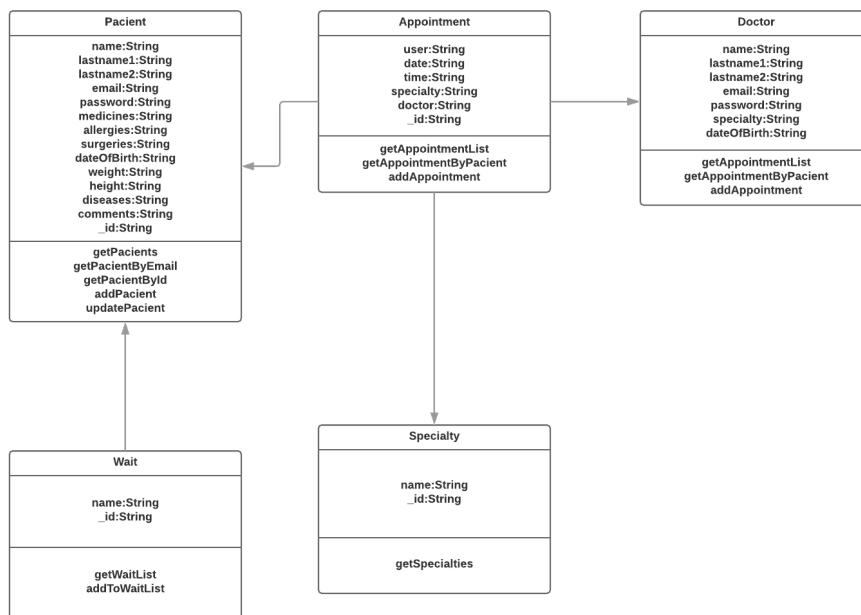 Pacient
name:String
lastname1:String
lastname2:String
email:String
password:String
medicines:String
allergies:String
surgeries:String
dateOfBirth:String
weight:String
height:String
diseases:String
comments:String
_id:String
getPacients
getPacientByEmail
getPacientById
addPacient
updatePacient
Appointment
user:String
date:String
time:String
specialty:String
doctor:String
_id:String
getAppointmentList
getAppointmentByPacient
addAppointment
Doctor
name:String
lastname1:String
lastname2:String
email:String
password:String
specialty:String
dateOfBirth:String
getAppointmentList
getAppointmentByPacient
addAppointment
Wait
name:String
_id:String
getWaitList
addToWaitList
Specialty
name:String
_id:String
getSpecialties